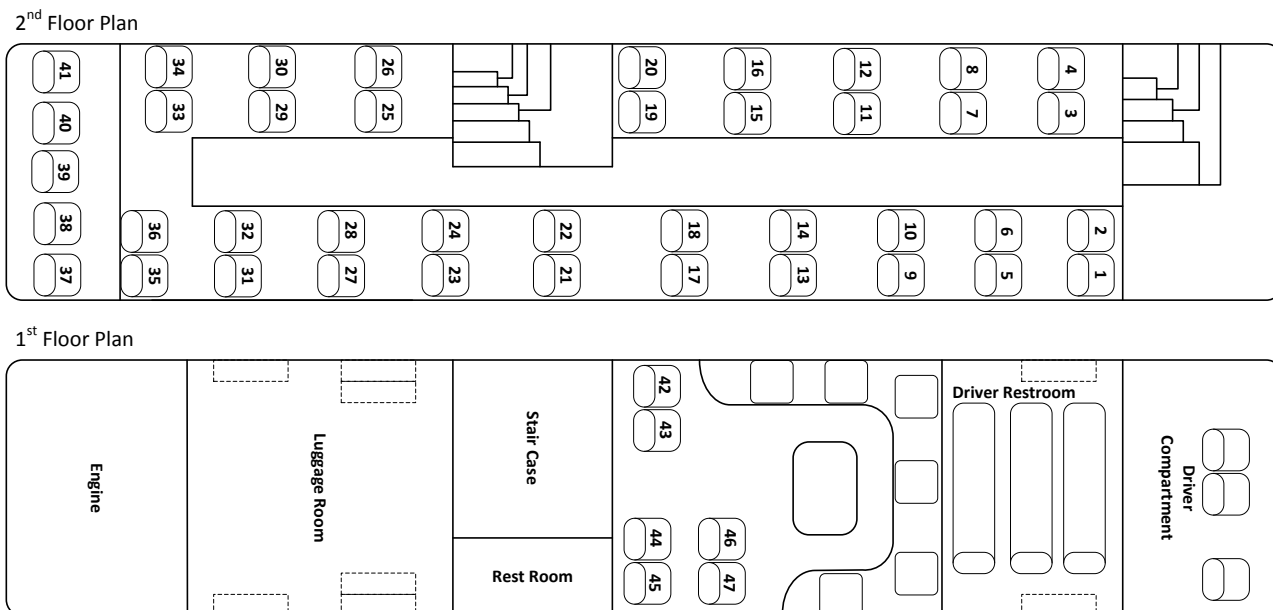 2nd Floor Plan
41 34 30 26 20 16 12 8 4
40 33 29 25 19 15 11 7 3
39
38 36 32 28 24 22 18 14 10 6 2
37 35 31 27 23 21 17 13 9 5 1
1st Floor Plan
42
43
44 46
45 47
Engine
Luggage Room
Stair Case
Rest Room
Driver Restroom
Driver
Compartment